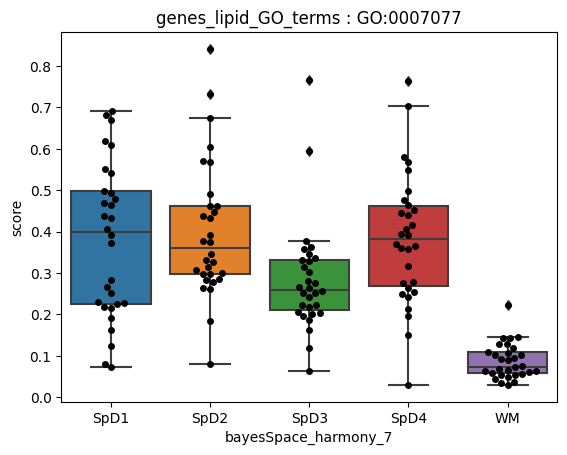 genes_lipid_GO_terms : GO:0007077
0.8
0.7
0.6
0.5
0.4
0.3
0.2
0.1
0.0
score
SpD1 SpD2 SpD3 SpD4 WM
bayesSpace_harmony_7